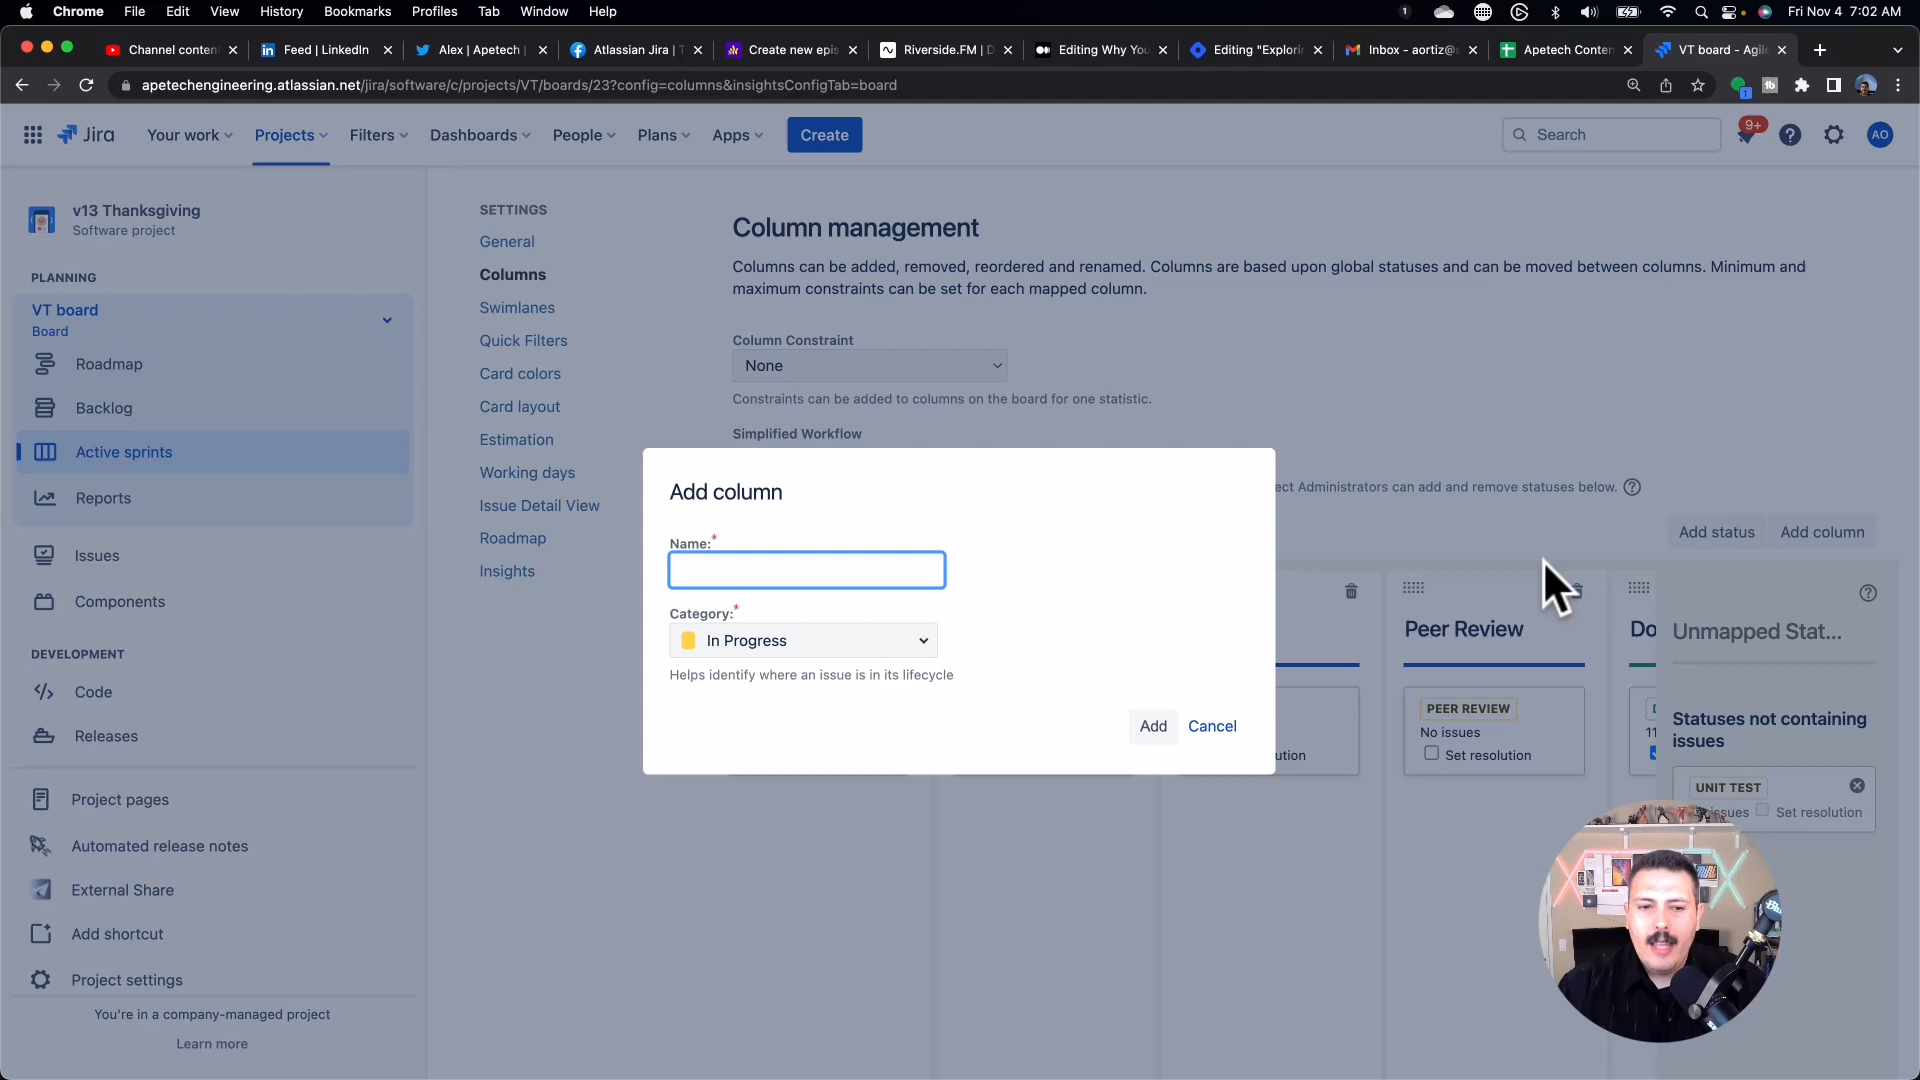 Chrome File Edit View History Bookmarks Profiles Tab Window Help
1
Fri Nov 4 7:02 AM
Channel conten
Feed | LinkedIn
Alex | Apetech |
Atlassian Jira | T
Create new epis
Riverside.FM | D
Editing Why You
Editing "Explorin
Inbox - aortiz@s
Apetech Conten
VT board - Agile
apetechengineering.atlassian.net/jira/software/c/projects/VT/boards/23?config=columns&insightsConfigTab=board
tb
1
Jira
Your work
Projects
Filters
Dashboards
People
Plans
Apps
Create
Search
9+
AO
v13 Thanksgiving
Software project
PLANNING
VT board
Board
Roadmap
Backlog
Active sprints
Reports
Issues
Components
DEVELOPMENT
Code
Releases
Project pages
Automated release notes
External Share
Add shortcut
Project settings
You're in a company-managed project
Learn more
SETTINGS
General
Columns
Swimlanes
Quick Filters
Card colors
Card layout
Estimation
Working days
Issue Detail View
Roadmap
Insights
Column management
Columns can be added, removed, reordered and renamed. Columns are based upon global statuses and can be moved between columns. Minimum and
maximum constraints can be set for each mapped column.
Column Constraint
None
Constraints can be added to columns on the board for one statistic.
Simplified Workflow
ect Administrators can add and remove statuses below.
Add status
Add column
Add column
Name:*
Category:*
In Progress
Helps identify where an issue is in its lifecycle
Add
Cancel
ution
Peer Review
PEER REVIEW
No issues
Set resolution
Do
11
Unmapped Stat...
Statuses not containing
issues
UNIT TEST
ssues
Set resolution